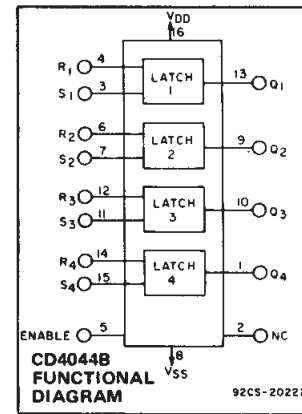 VDD
16
R1 4
S1 3
LATCH
1
13 Q1
R2 6
S2 7
LATCH
2
9 Q2
R3 12
S3 11
LATCH
3
10 Q3
R4 14
S4 15
LATCH
4
1 Q4
ENABLE 5
2 NC
8
VSS
CD4044B
FUNCTIONAL
DIAGRAM